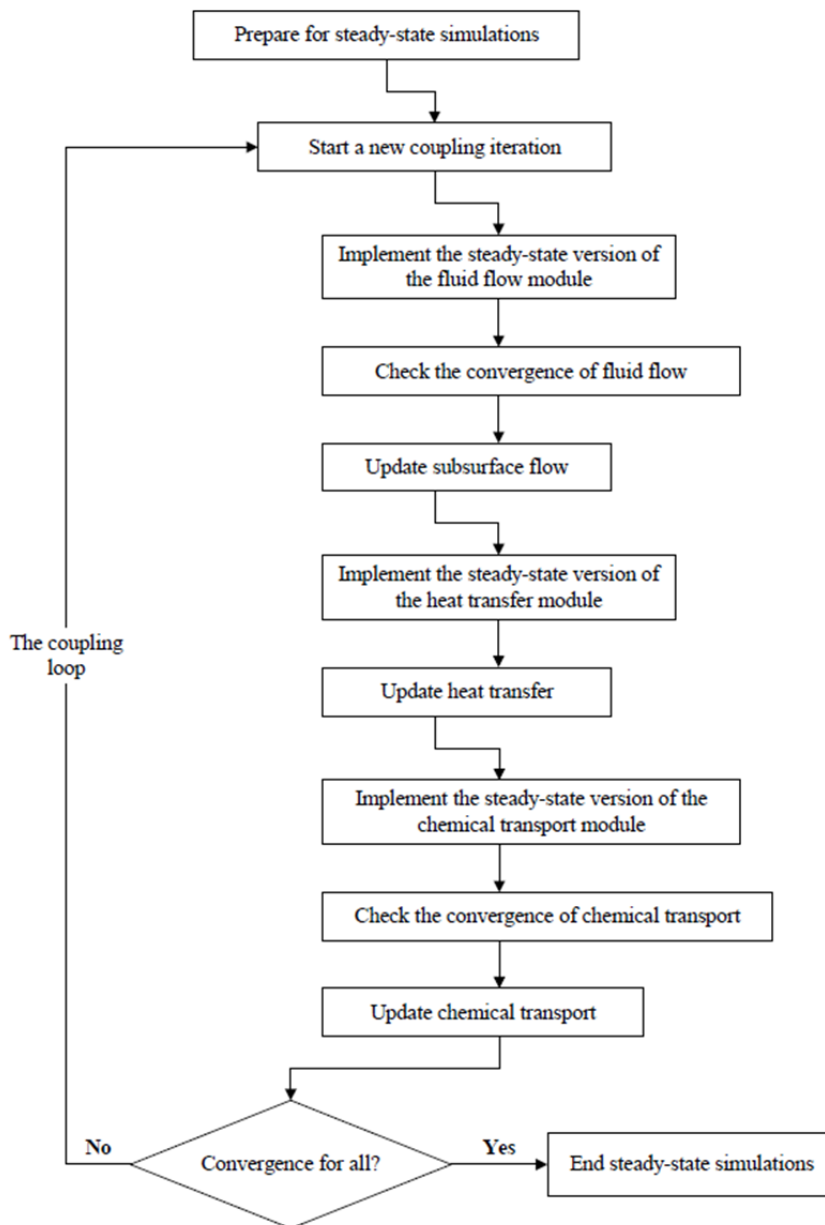 Prepare for steady-state simulations
Start a new coupling iteration
Implement the steady-state version of
the fluid flow module
Check the convergence of fluid flow
Update subsurface flow
Implement the steady-state version of
the heat transfer module
The coupling
loop
Update heat transfer
Implement the steady-state version of the
chemical transport module
Check the convergence of chemical transport
Update chemical transport
No
Convergence for all?
Yes
End steady-state simulations